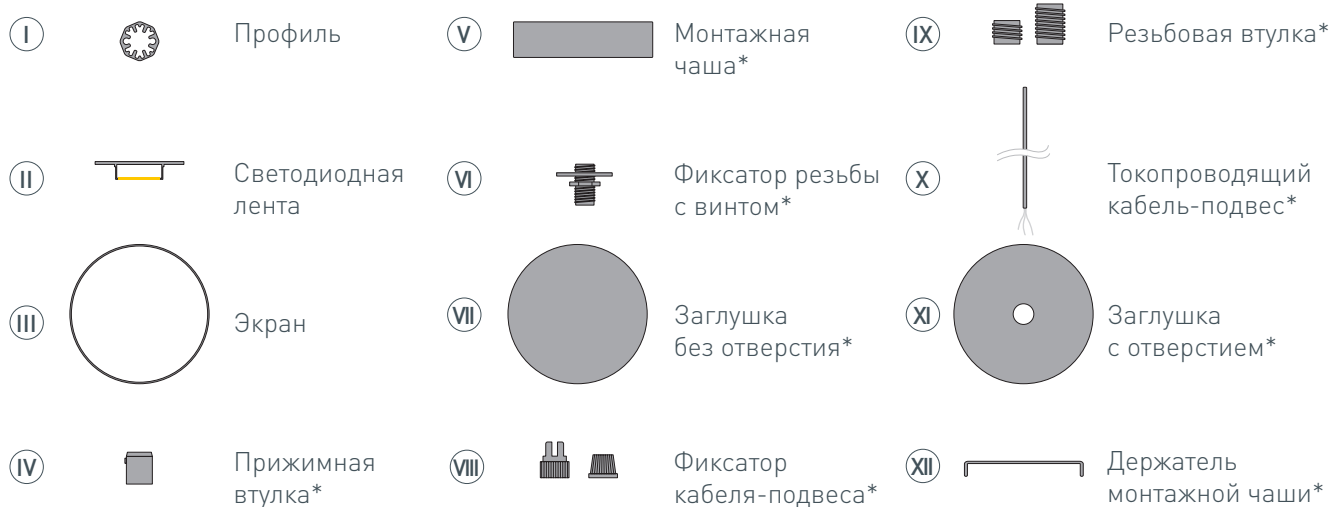 I
Профиль
II
Светодиодная
лента
III
Экран
IV
Прижимная
втулка*
V
Монтажная
чаша*
VI
Фиксатор резьбы
с винтом*
VII
Заглушка
без отверстия*
VIII
Фиксатор
кабеля-подвеса*
IX
Резьбовая втулка*
X
Токопроводящий
кабель-подвес*
XI
Заглушка
с отверстием*
XII
Держатель
монтажной чаши*